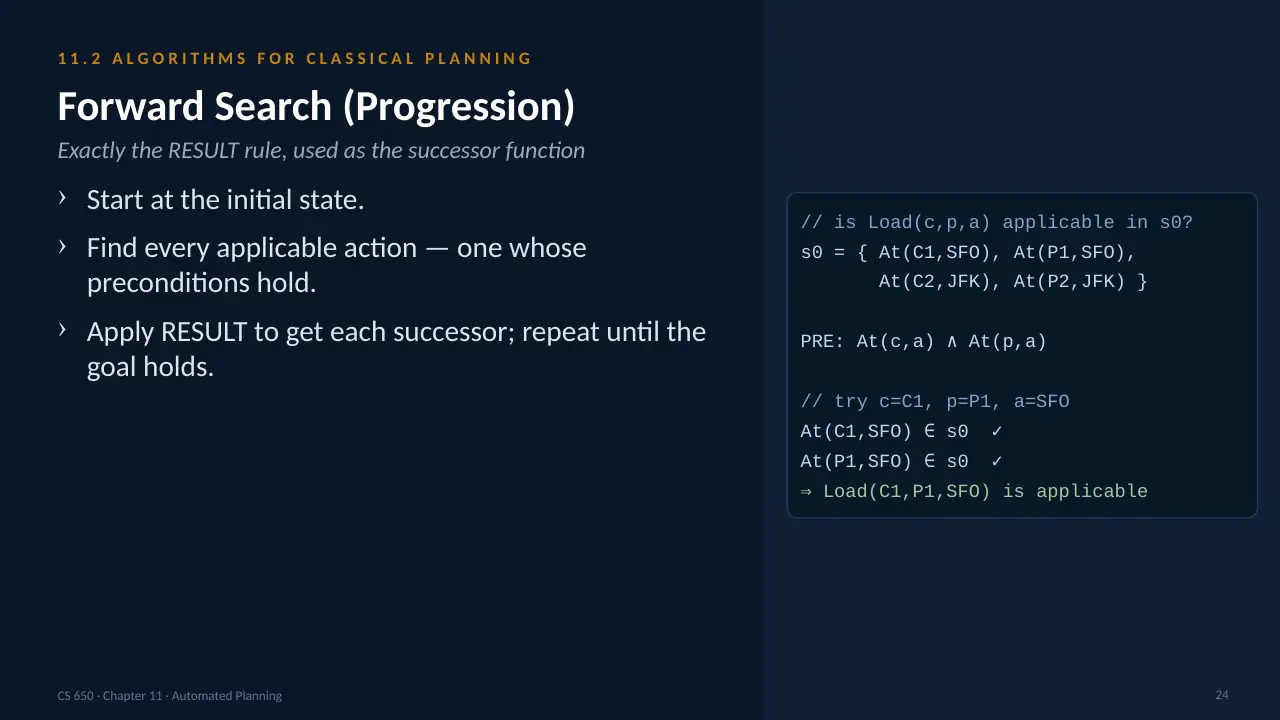 11.2 ALGORITHMS FOR CLASSICAL PLANNING
Forward Search (Progression)
Exactly the RESULT rule, used as the successor function
› Start at the initial state.
› Find every applicable action — one whose
preconditions hold.
› Apply RESULT to get each successor; repeat until the
goal holds.
// is Load(c,p,a) applicable in s0?
s0 = { At(C1,SFO), At(P1,SFO),
At(C2,JFK), At(P2,JFK) }
PRE: At(c,a) ∧ At(p,a)
// try c=C1, p=P1, a=SFO
At(C1,SFO) ∈ s0 ✓
At(P1,SFO) ∈ s0 ✓
⇒ Load(C1,P1,SFO) is applicable
CS 650 · Chapter 11 · Automated Planning
24